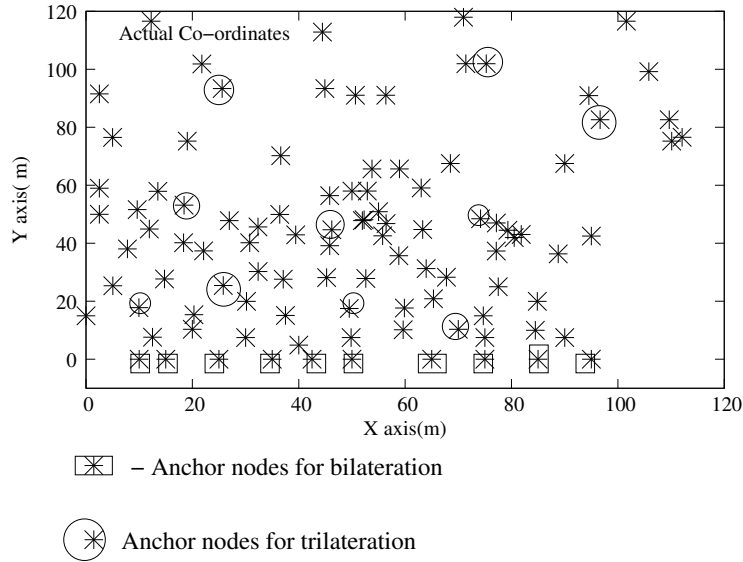 120
Actual Co−ordinates
100
80
60
40
20
0
Y axis( m)
0 20 40 60 80 100 120
X axis(m)
− Anchor nodes for bilateration
Anchor nodes for trilateration